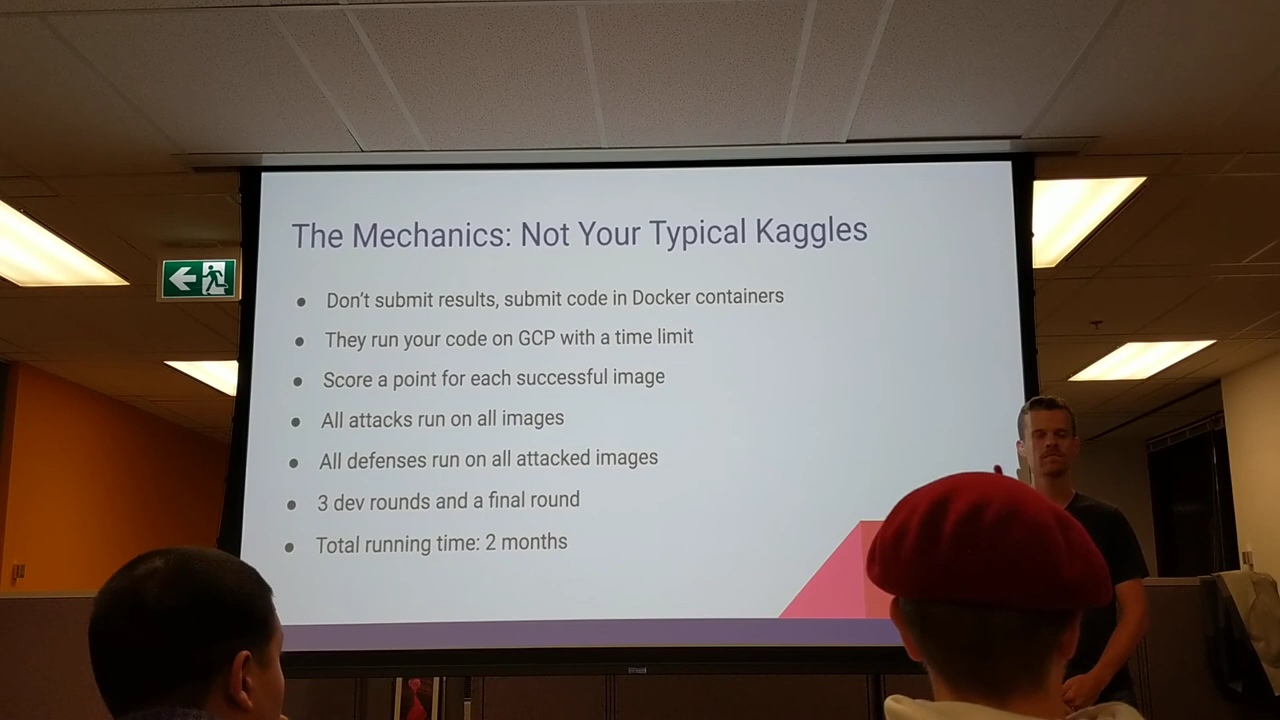 The Mechanics: Not Your Typical Kaggles
● Don't submit results, submit code in Docker containers
● They run your code on GCP with a time limit
● Score a point for each successful image
● All attacks run on all images
● All defenses run on all attacked images
● 3 dev rounds and a final round
● Total running time: 2 months